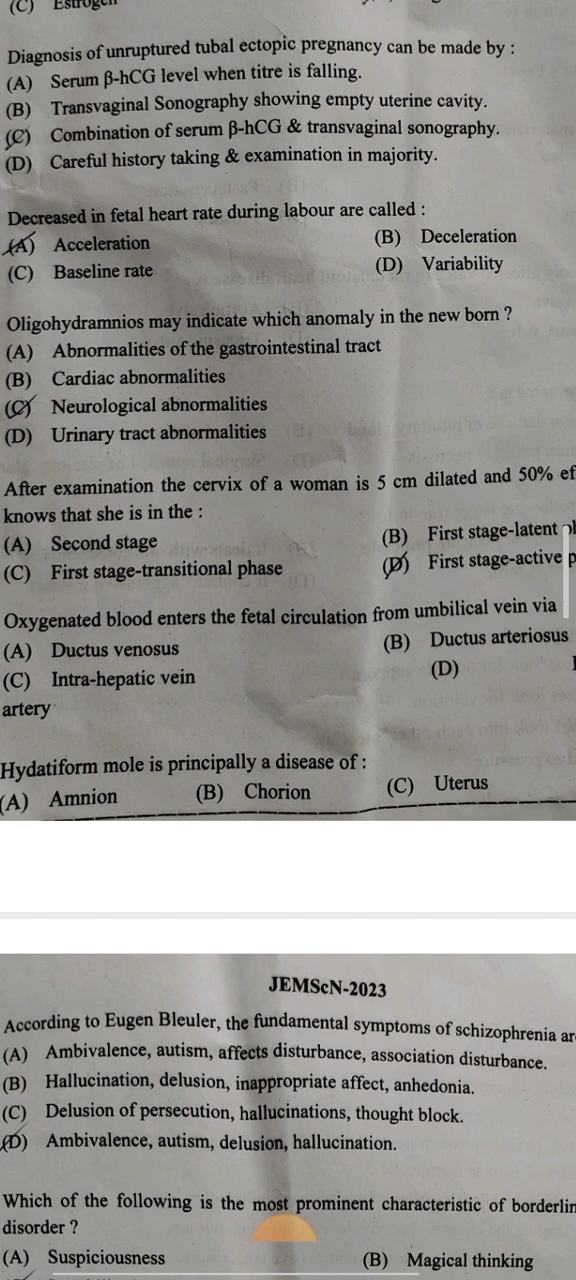 (C) Estrogen
Diagnosis of unruptured tubal ectopic pregnancy can be made by :
(A) Serum β-hCG level when titre is falling.
(B) Transvaginal Sonography showing empty uterine cavity.
(C) Combination of serum β-hCG & transvaginal sonography.
(D) Careful history taking & examination in majority.
Decreased in fetal heart rate during labour are called :
(A) Acceleration (B) Deceleration
(C) Baseline rate (D) Variability
Oligohydramnios may indicate which anomaly in the new born ?
(A) Abnormalities of the gastrointestinal tract
(B) Cardiac abnormalities
(C) Neurological abnormalities
(D) Urinary tract abnormalities
After examination the cervix of a woman is 5 cm dilated and 50% ef
knows that she is in the :
(A) Second stage (B) First stage-latent
(C) First stage-transitional phase (D) First stage-active p
Oxygenated blood enters the fetal circulation from umbilical vein via
(A) Ductus venosus (B) Ductus arteriosus
(C) Intra-hepatic vein (D)
artery
Hydatiform mole is principally a disease of :
(A) Amnion (B) Chorion (C) Uterus
JEMScN-2023
According to Eugen Bleuler, the fundamental symptoms of schizophrenia ar
(A) Ambivalence, autism, affects disturbance, association disturbance.
(B) Hallucination, delusion, inappropriate affect, anhedonia.
(C) Delusion of persecution, hallucinations, thought block.
(D) Ambivalence, autism, delusion, hallucination.
Which of the following is the most prominent characteristic of borderlin
disorder ?
(A) Suspiciousness (B) Magical thinking